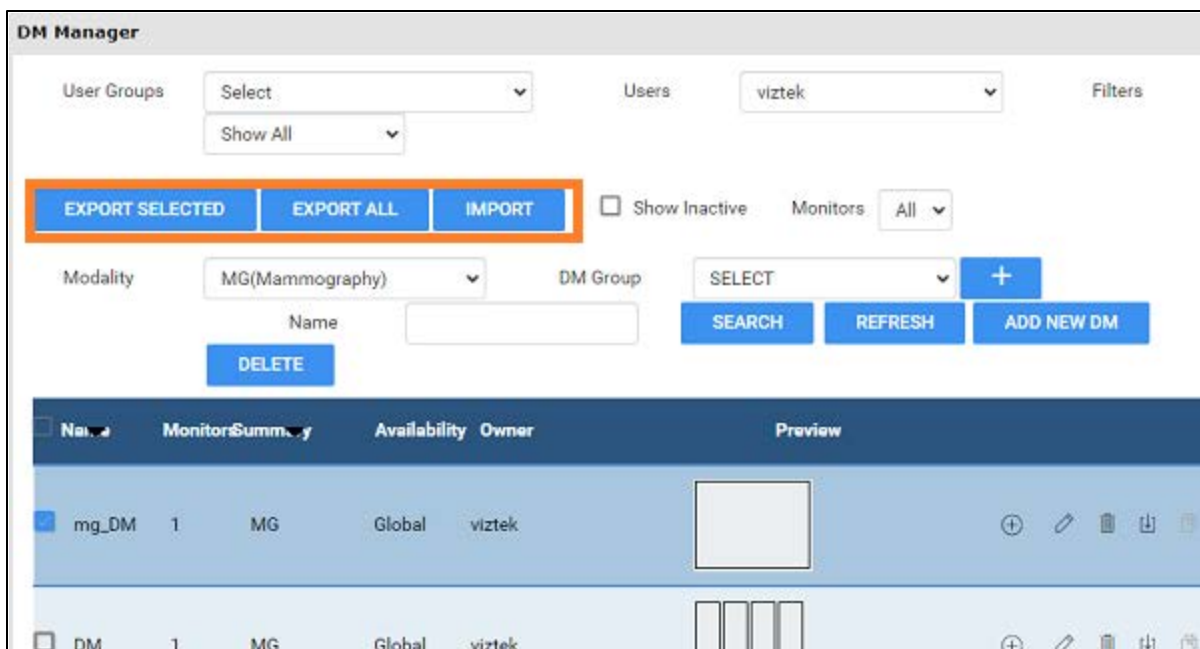 DM Manager
User Groups Select Users viztek Filters
Show All
EXPORT SELECTED EXPORT ALL IMPORT Show Inactive Monitors All
Modality MG(Mammography) DM Group SELECT +
Name SEARCH REFRESH ADD NEW DM
DELETE
Name Monitors Summary Availability Owner Preview
mg_DM 1 MG Global viztek
DM 1 MG Global viztek